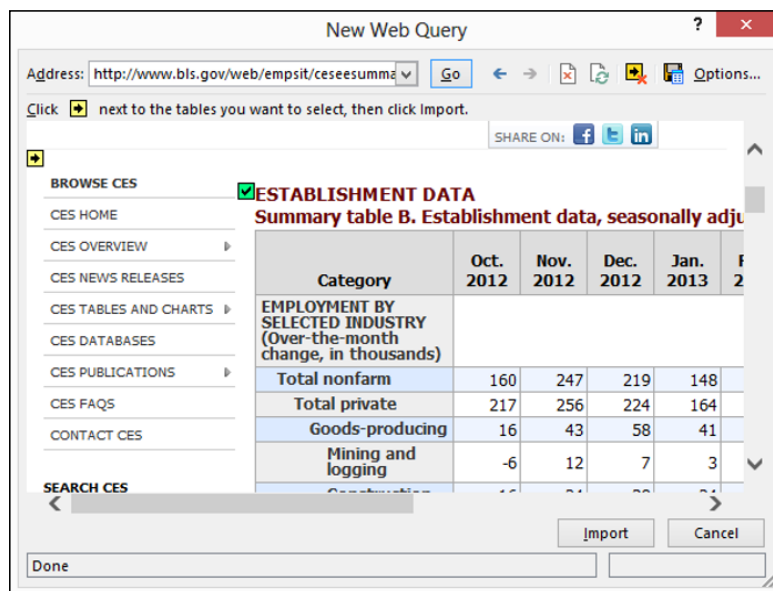 New Web Query
?
Address: http://www.bls.gov/web/empsit/ceseesumma Go Options...
Click next to the tables you want to select, then click Import.
SHARE ON: f t in
BROWSE CES
CES HOME
CES OVERVIEW
CES NEWS RELEASES
CES TABLES AND CHARTS
CES DATABASES
CES PUBLICATIONS
CES FAQS
CONTACT CES
SEARCH CES
ESTABLISHMENT DATA
Summary table B. Establishment data, seasonally adju
Category Oct. 2012 Nov. 2012 Dec. 2012 Jan. 2013
EMPLOYMENT BY
SELECTED INDUSTRY
(Over-the-month
change, in thousands)
Total nonfarm 160 247 219 148
Total private 217 256 224 164
Goods-producing 16 43 58 41
Mining and
logging -6 12 7 3
Import Cancel
Done